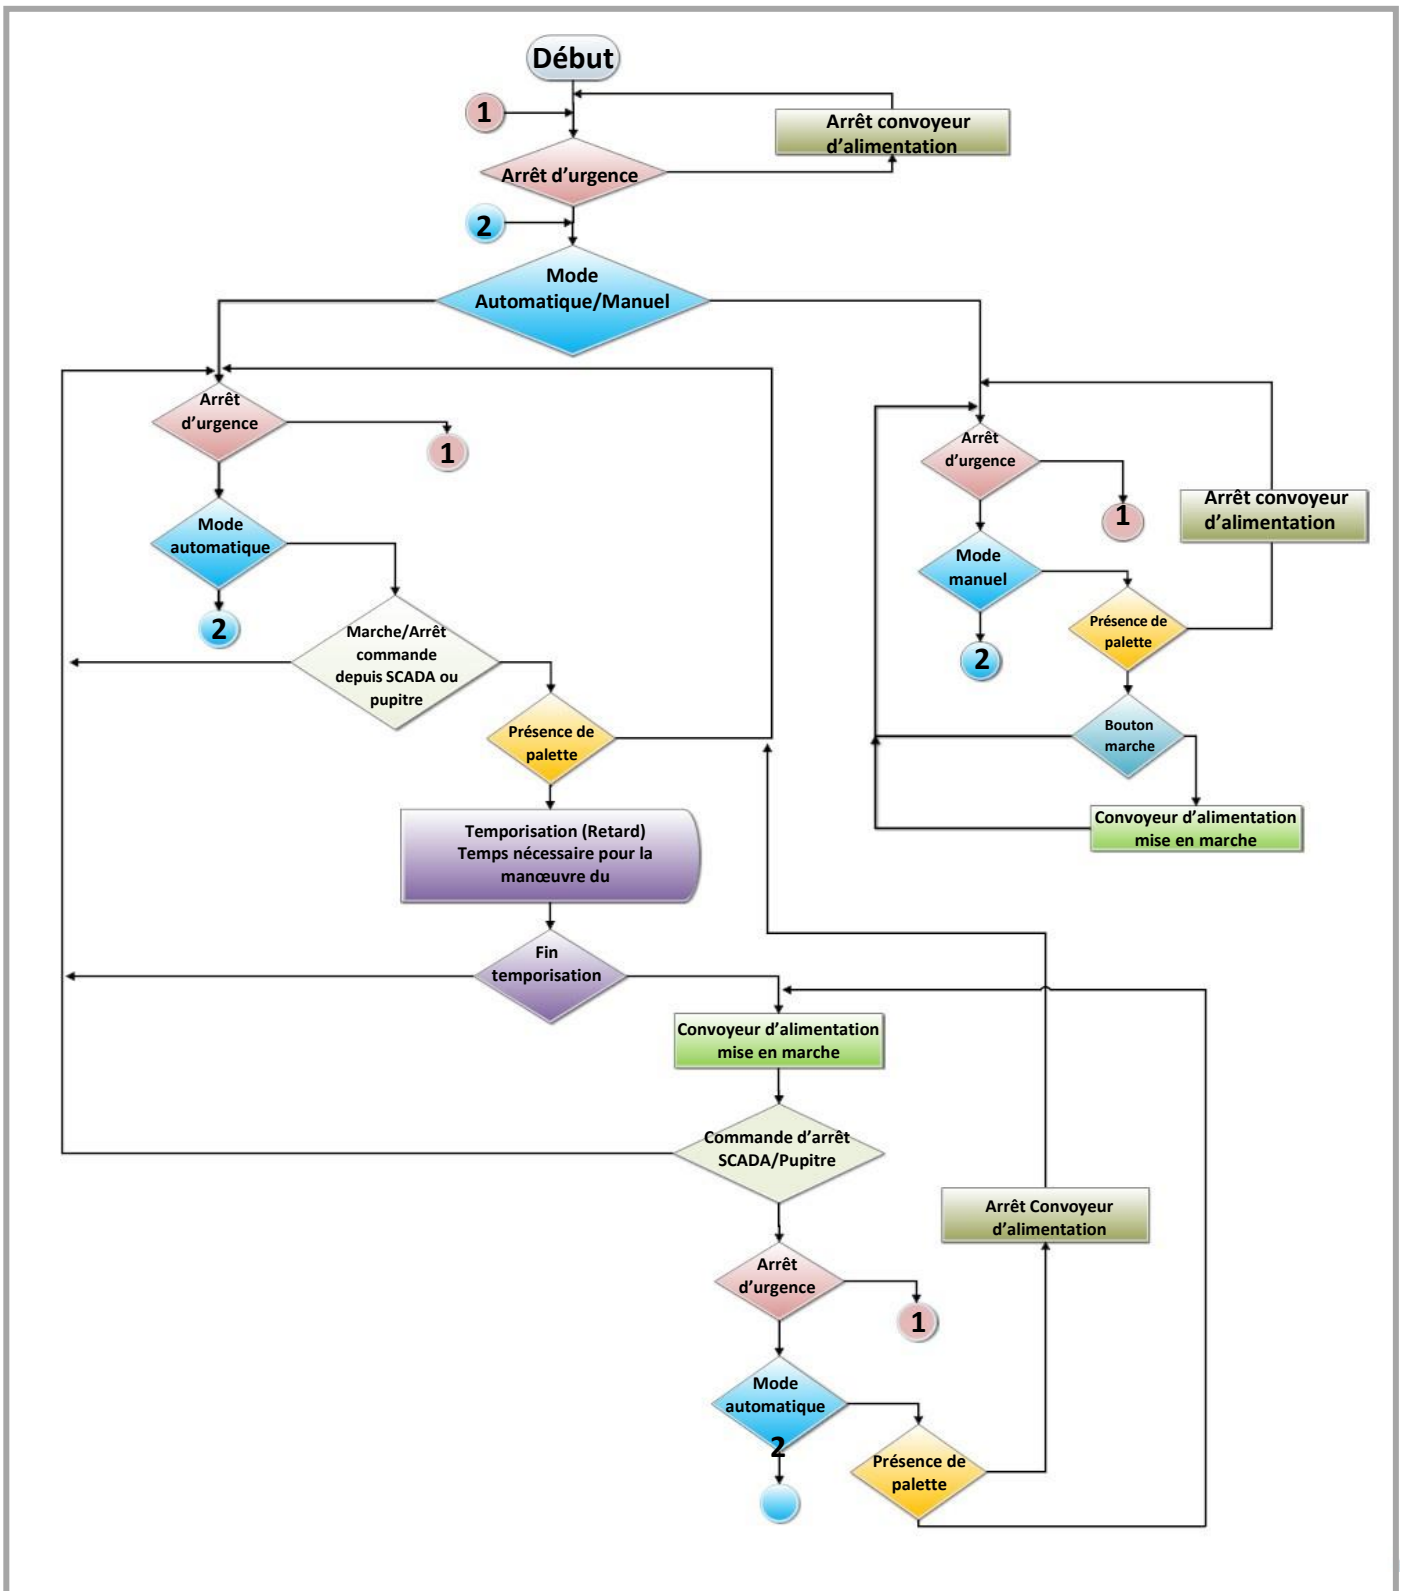 Début
1
Arrêt convoyeur
d’alimentation
Arrêt d’urgence
2
Mode
Automatique/Manuel
Arrêt
d’urgence
1
Mode
automatique
2
Marche/Arrêt
commande
depuis SCADA ou
pupitre
Présence de
palette
Temporisation (Retard)
Temps nécessaire pour la
manœuvre du
Fin
temporisation
Arrêt
d’urgence
1
Arrêt convoyeur
d’alimentation
Mode
manuel
2
Présence de
palette
Bouton
marche
Convoyeur d’alimentation
mise en marche
Convoyeur d’alimentation
mise en marche
Commande d’arrêt
SCADA/Pupitre
Arrêt Convoyeur
d’alimentation
Arrêt
d’urgence
1
Mode
automatique
2
Présence de
palette